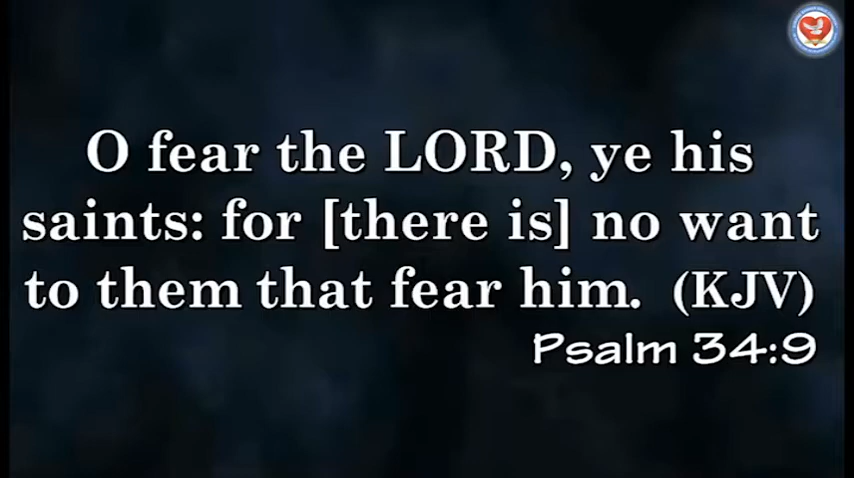 O fear the LORD, ye his
saints: for [there is] no want
to them that fear him. (KJV)
Psalm 34:9